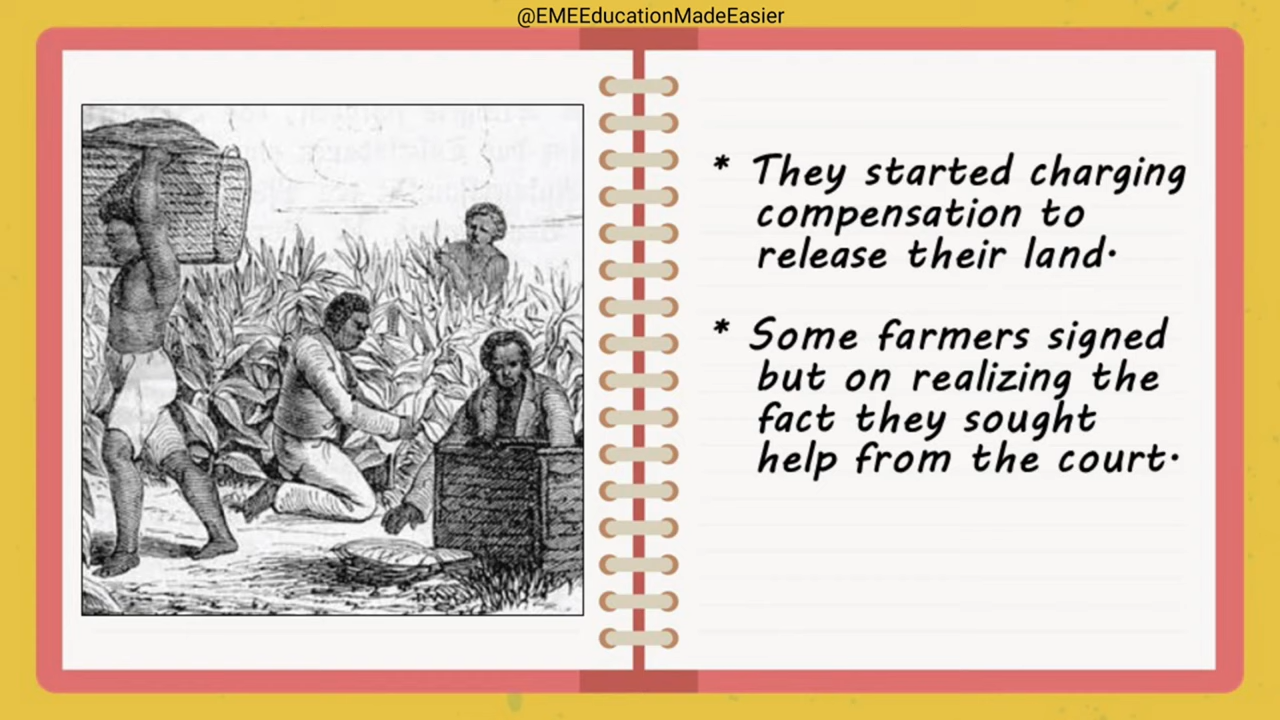 @EMEEducationMadeEasier
* They started charging
compensation to
release their land.
* Some farmers signed
but on realizing the
fact they sought
help from the court.